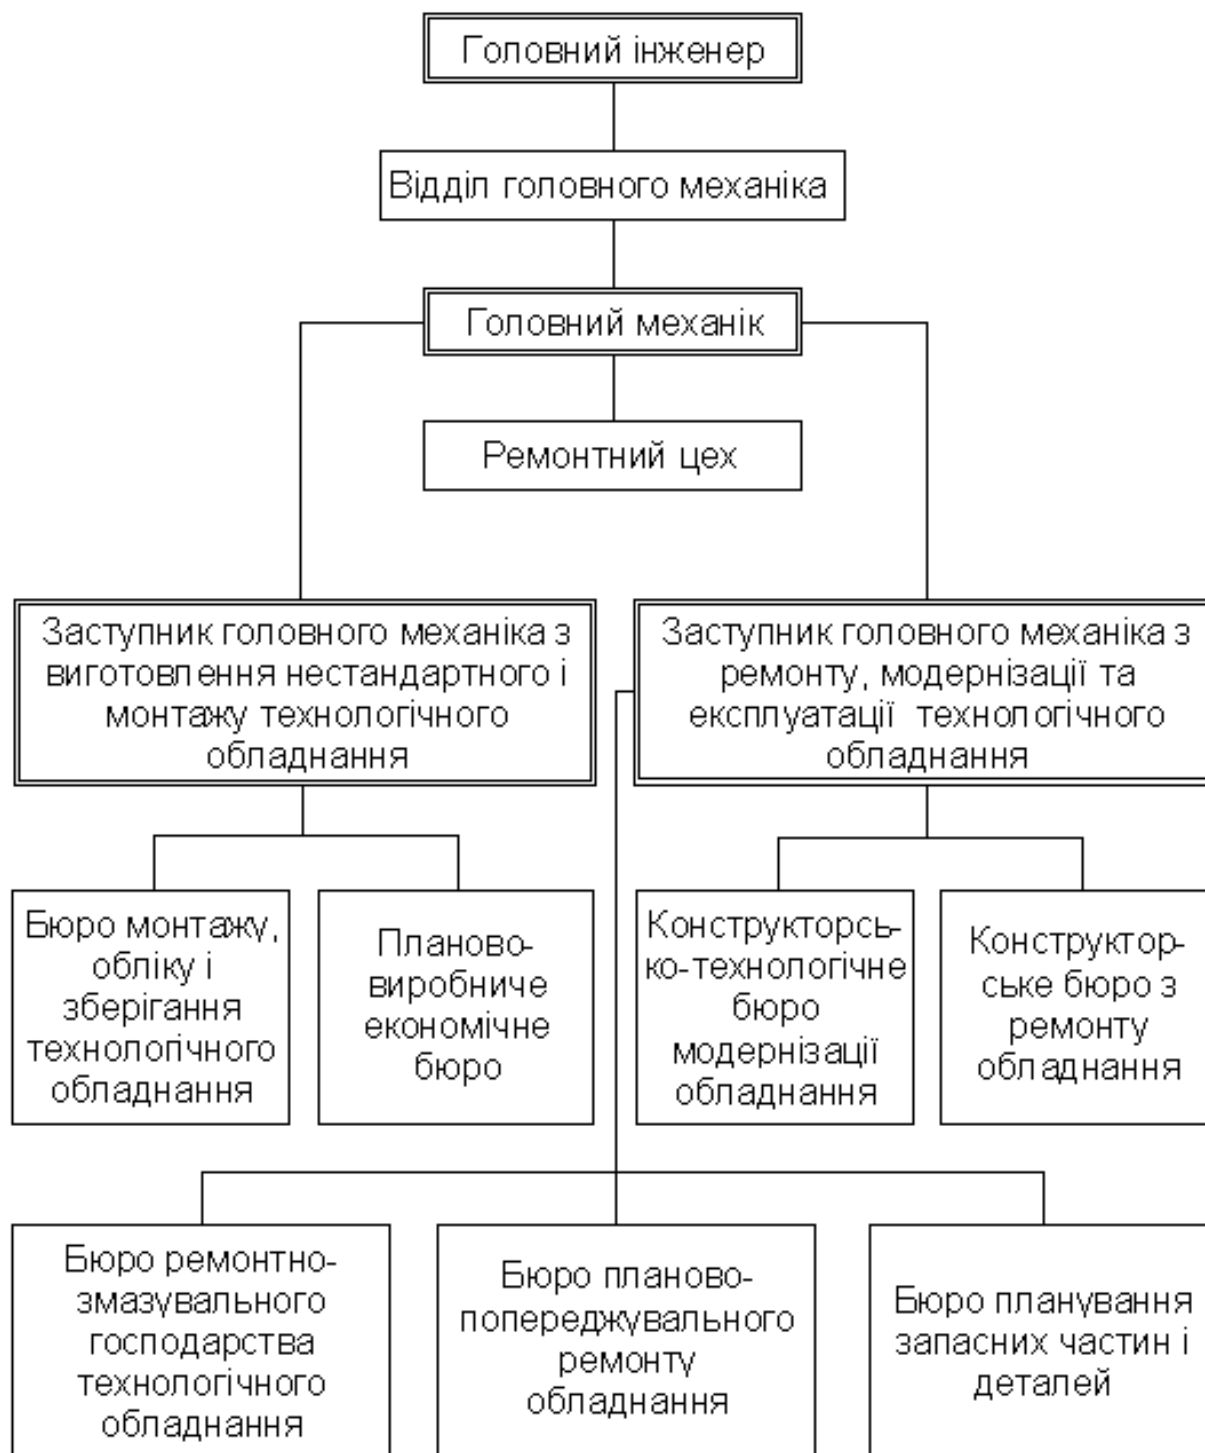 Головний інженер
Відділ головного механіка
Головний механік
Ремонтний цех
Заступник головного механіка з
виготовлення нестандартного і
монтажу технологічного
обладнання
Заступник головного механіка з
ремонту, модернізації та
експлуатації технологічного
обладнання
Бюро монтажу,
обліку і
зберігання
технологічного
обладнання
Планово-
виробниче
економічне
бюро
Конструкторсь-
ко-технологічне
бюро
модернізації
обладнання
Конструктор-
ське бюро з
ремонту
обладнання
Бюро ремонтно-
змазувального
господарства
технологічного
обладнання
Бюро планово-
попереджувального
ремонту
обладнання
Бюро планування
запасних частин і
деталей